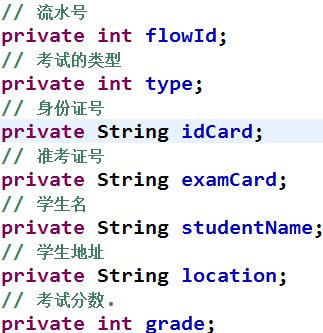 // 流水号
private int flowId;
// 考试的类型
private int type;
// 身份证号
private String idCard;
// 准考证号
private String examCard;
// 学生名
private String studentName;
// 学生地址
private String location;
// 考试分数.
private int grade;